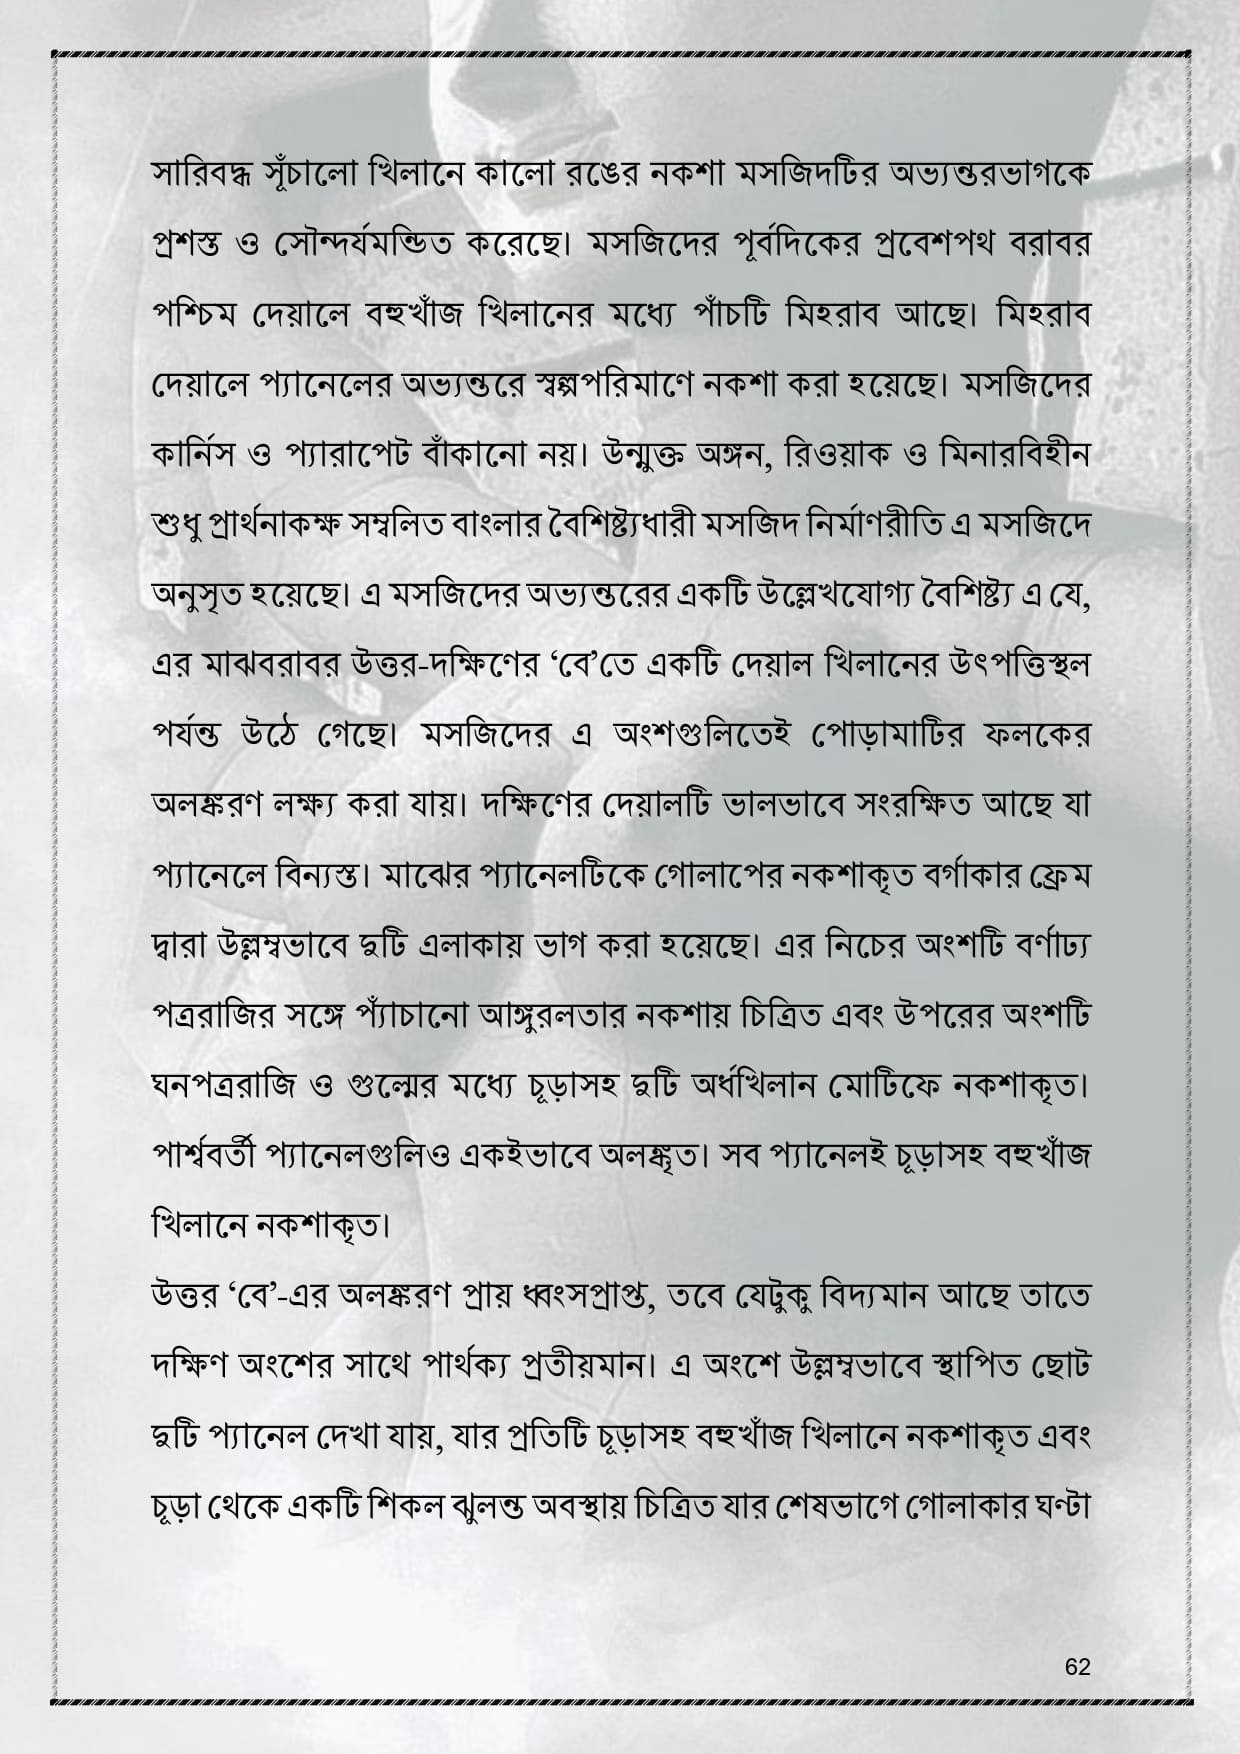 সারিবদ্ধ সূঁচালো খিলানে কালো রঙের নকশা মসজিদটির অভ্যন্তরভাগকে
প্রশস্ত ও সৌন্দর্যমন্ডিত করেছে। মসজিদের পূর্বদিকের প্রবেশপথ বরাবর
পশ্চিম দেয়ালে বহুখাঁজ খিলানের মধ্যে পাঁচটি মিহরাব আছে। মিহরাব
দেয়ালে প্যানেলের অভ্যন্তরে স্বল্পপরিমাণে নকশা করা হয়েছে। মসজিদের
কার্নিস ও প্যারাপেট বাঁকানো নয়। উন্মুক্ত অঙ্গন, রিওয়াক ও মিনারবিহীন
শুধু প্রার্থনাকক্ষ সম্বলিত বাংলার বৈশিষ্ট্যধারী মসজিদ নির্মাণরীতি এ মসজিদে
অনুসৃত হয়েছে। এ মসজিদের অভ্যন্তরের একটি উল্লেখযোগ্য বৈশিষ্ট্য এ যে,
এর মাঝবরাবর উত্তর-দক্ষিণের ‘বে’তে একটি দেয়াল খিলানের উৎপত্তিস্থল
পর্যন্ত উঠে গেছে। মসজিদের এ অংশগুলিতেই পোড়ামাটির ফলকের
অলঙ্করণ লক্ষ্য করা যায়। দক্ষিণের দেয়ালটি ভালভাবে সংরক্ষিত আছে যা
প্যানেলে বিন্যস্ত। মাঝের প্যানেলটিকে গোলাপের নকশাকৃত বর্গাকার ফ্রেম
দ্বারা উল্লম্বভাবে দুটি এলাকায় ভাগ করা হয়েছে। এর নিচের অংশটি বর্ণাঢ্য
পত্ররাজির সঙ্গে প্যাঁচানো আঙ্গুরলতার নকশায় চিত্রিত এবং উপরের অংশটি
ঘনপত্ররাজি ও গুল্মের মধ্যে চূড়াসহ দুটি অর্ধখিলান মোটিফে নকশাকৃত।
পার্শ্ববর্তী প্যানেলগুলিও একইভাবে অলঙ্কৃত। সব প্যানেলই চূড়াসহ বহুখাঁজ
খিলানে নকশাকৃত।
উত্তর ‘বে’-এর অলঙ্করণ প্রায় ধ্বংসপ্রাপ্ত, তবে যেটুকু বিদ্যমান আছে তাতে
দক্ষিণ অংশের সাথে পার্থক্য প্রতীয়মান। এ অংশে উল্লম্বভাবে স্থাপিত ছোট
দুটি প্যানেল দেখা যায়, যার প্রতিটি চূড়াসহ বহুখাঁজ খিলানে নকশাকৃত এবং
চূড়া থেকে একটি শিকল ঝুলন্ত অবস্থায় চিত্রিত যার শেষভাগে গোলাকার ঘণ্টা
62